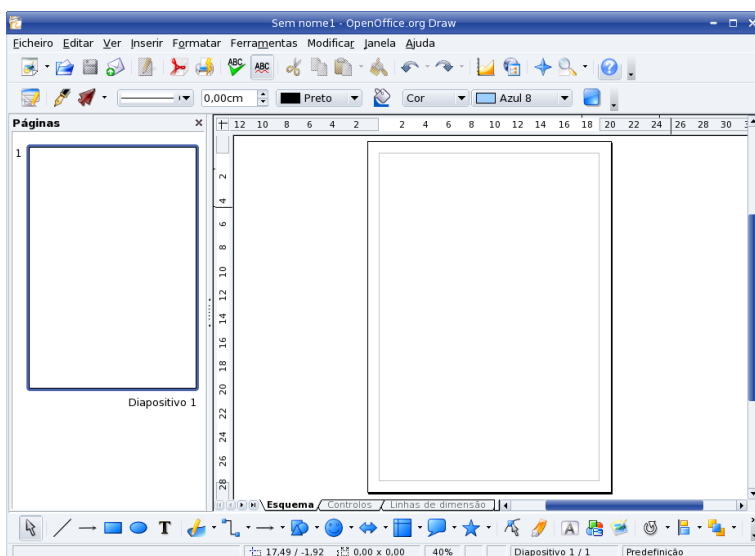 Sem nome1 - OpenOffice.org Draw
Ficheiro Editar Ver Inserir Formatar Ferramentas Modificar Janela Ajuda
ABC ABC
0,00cm Preto Cor Azul 8
Páginas
12 10 8 6 4 2 2 4 6 8 10 12 14 16 18 20 22 24 26 28 30
1
2
4
6
8
10
12
14
16
18
20
22
24
26
28
Diapositivo 1
Esquema Controlos Linhas de dimensão
T A
17,49 / -1,92 0,00 x 0,00 40% Diapositivo 1 / 1 Predefinição